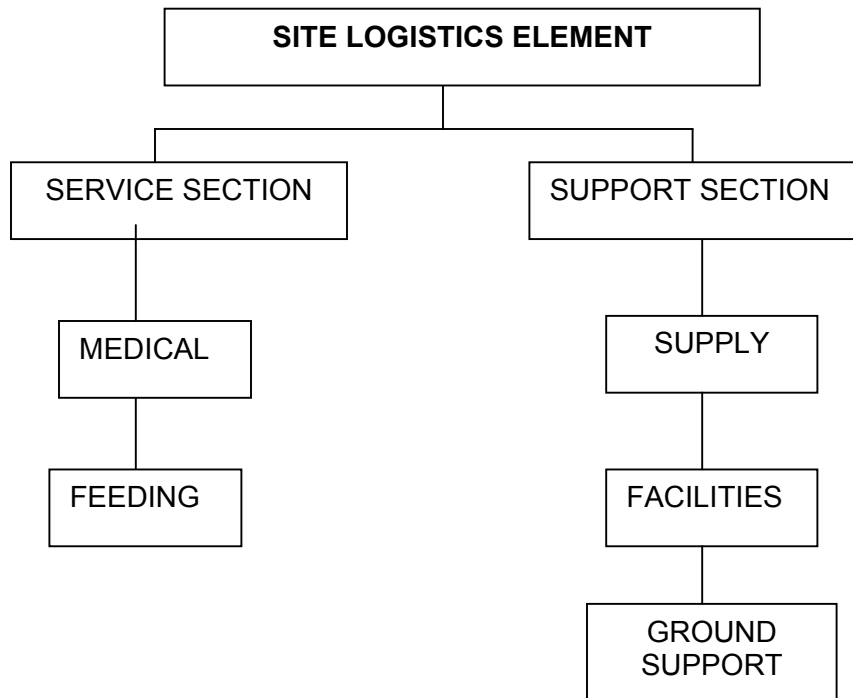 SITE LOGISTICS ELEMENT
SERVICE SECTION
SUPPORT SECTION
MEDICAL
SUPPLY
FEEDING
FACILITIES
GROUND
SUPPORT